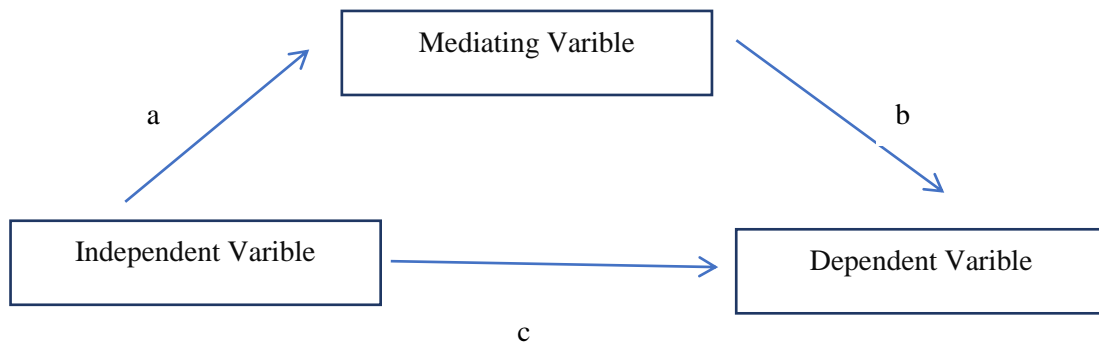 Mediating Varible
a
b
Independent Varible
Dependent Varible
c